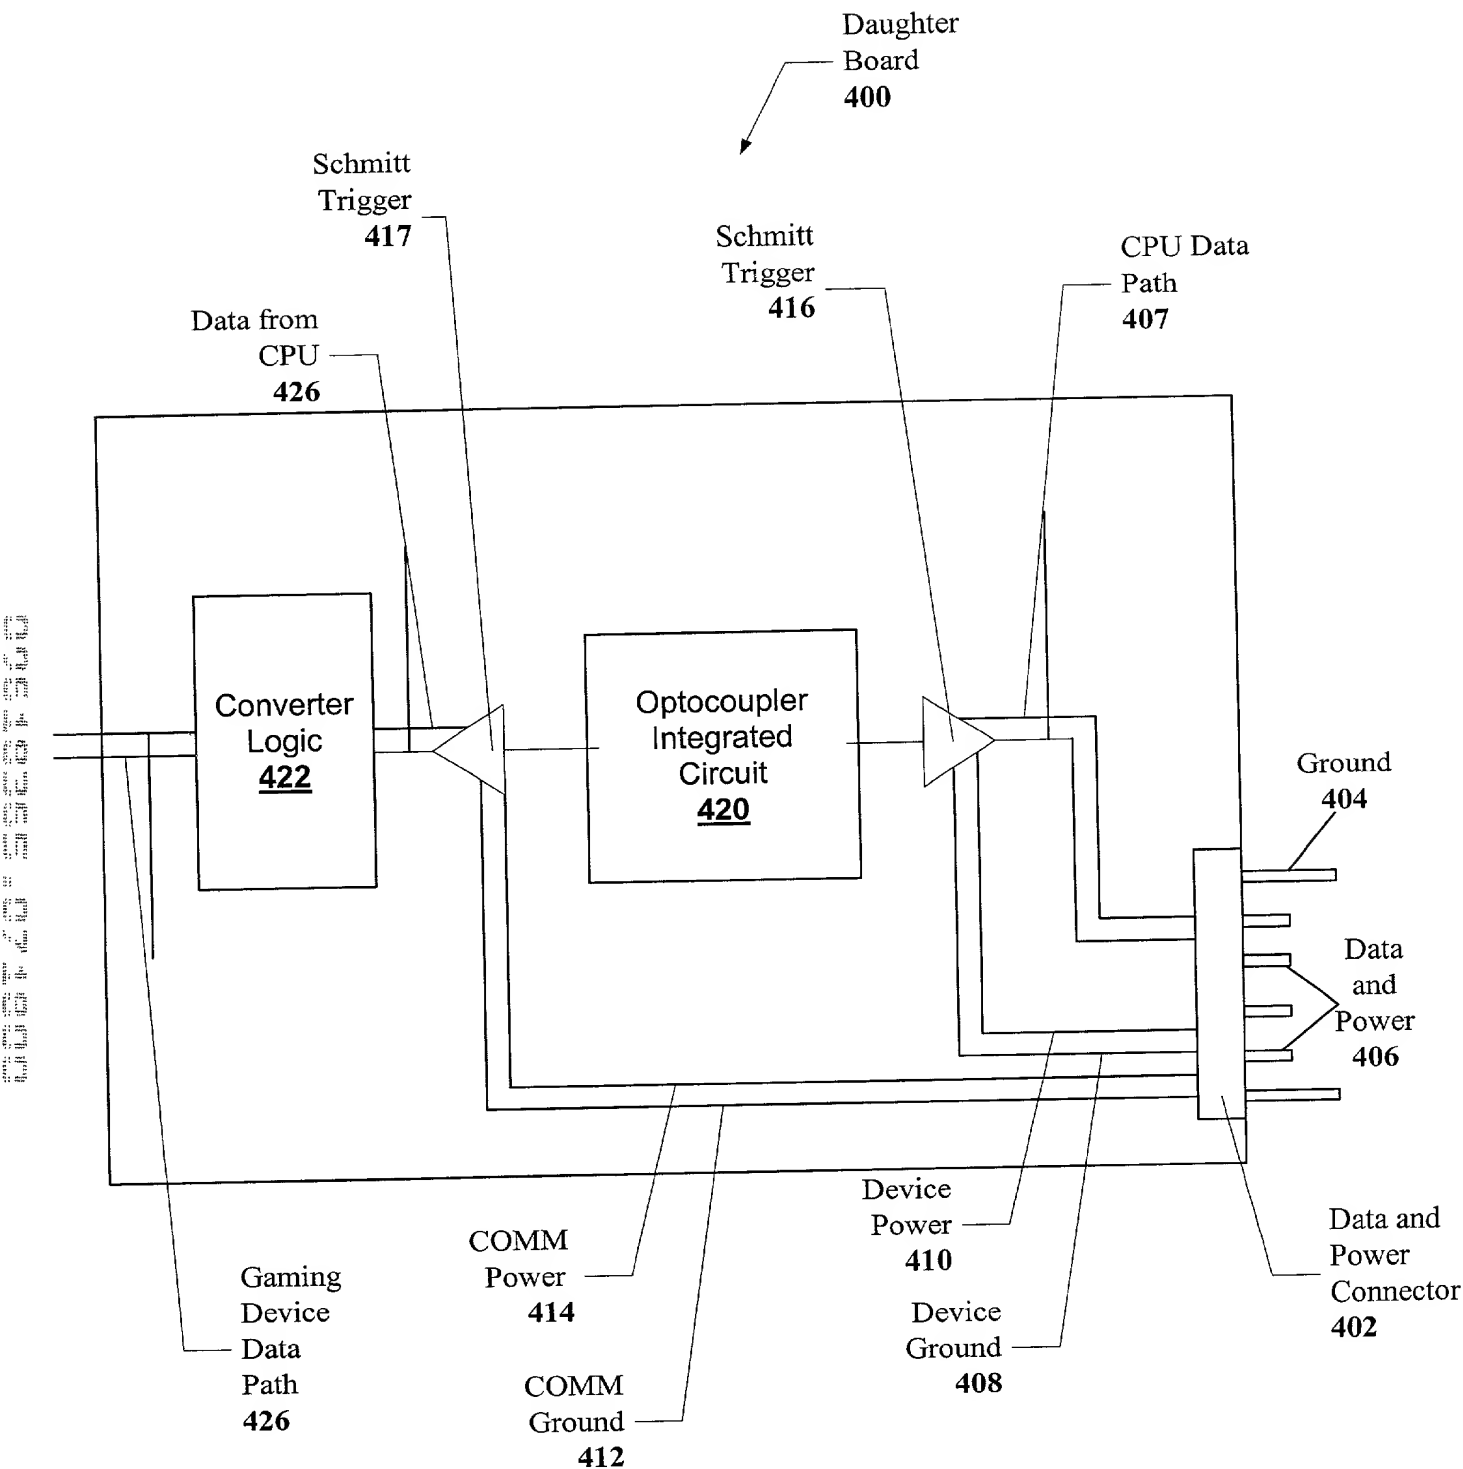 Daughter
Board
400
Schmitt
Trigger
417
Schmitt
Trigger
416
CPU Data
Path
407
Data from
CPU
426
Converter
Logic
422
Optocoupler
Integrated
Circuit
420
Ground
404
Data
and
Power
406
Device
Power
410
Data and
Power
Connector
402
COMM
Power
414
Gaming
Device
Data
Path
426
Device
Ground
408
COMM
Ground
412